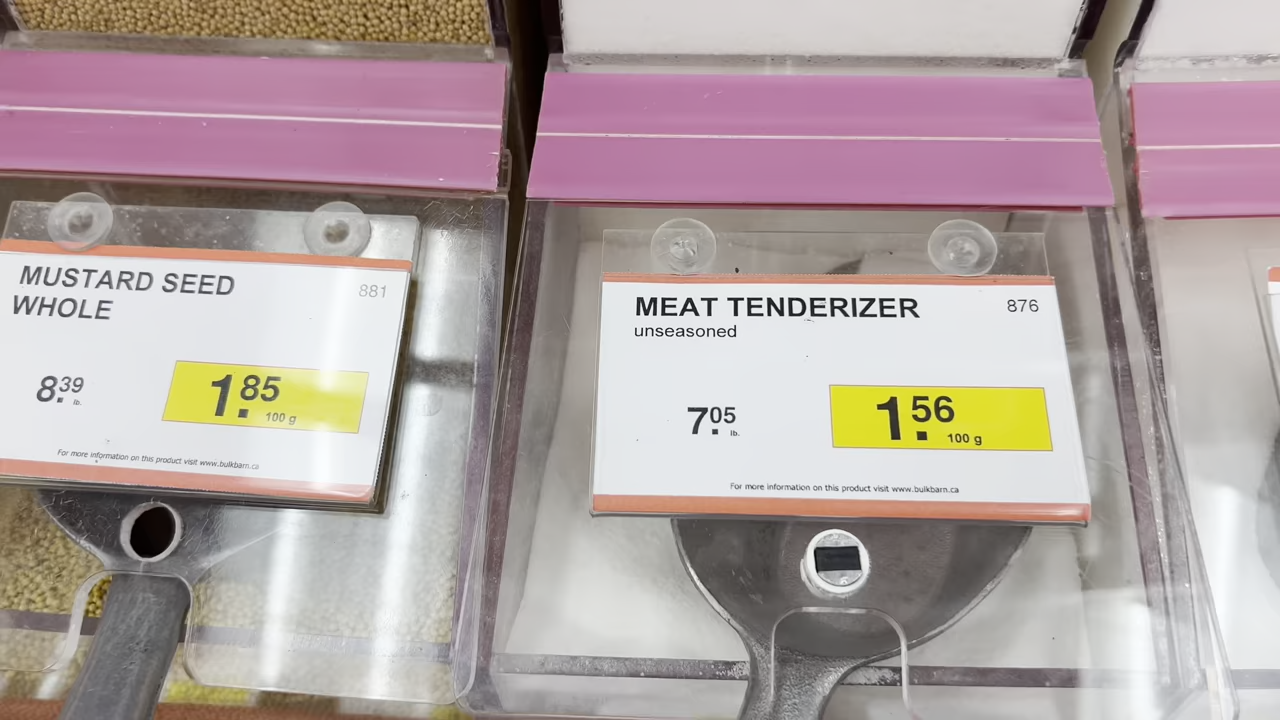 MUSTARD SEED
WHOLE
881
8.39
lb.
1.85
100 g
For more information on this product visit www.bulkbarn.ca
MEAT TENDERIZER
876
unseasoned
7.05
lb.
1.56
100 g
For more information on this product visit www.bulkbarn.ca